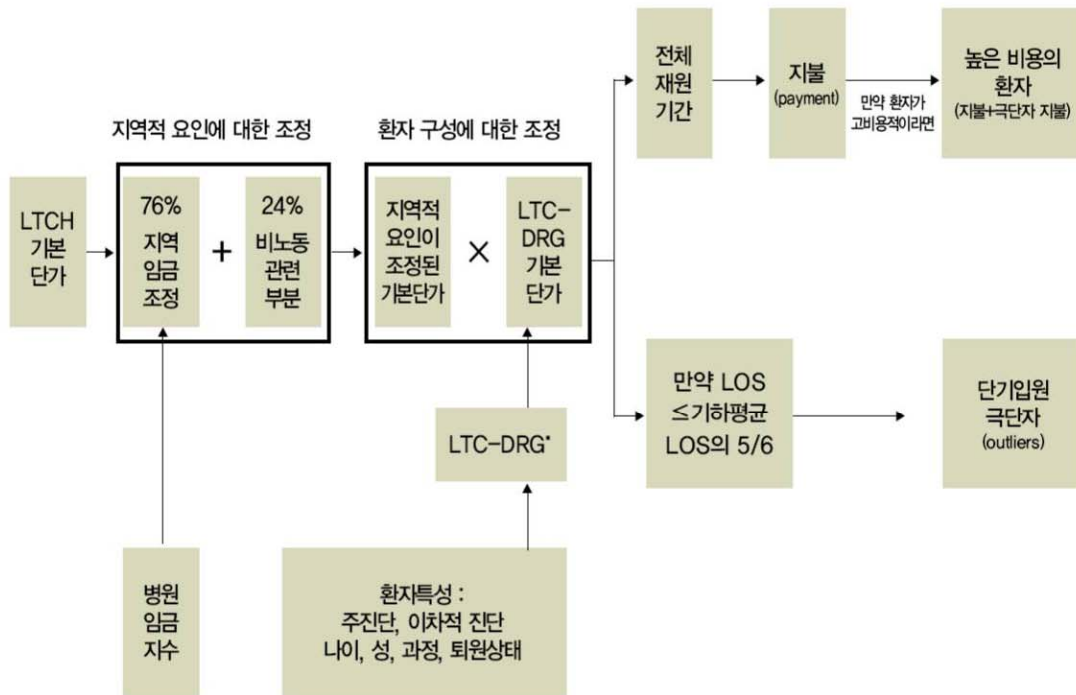 전체
재원
기간
지불
(payment)
만약 환자가
고비용적이라면
높은 비용의
환자
(지불+극단자 지불)
지역적 요인에 대한 조정
환자 구성에 대한 조정
LTCH
기본
단가
76%
지역
임금
조정
+
24%
비노동
관련
부분
지역적
요인이
조정된
기본단가
×
LTC-
DRG
기본
단가
만약 LOS
≤기하평균
LOS의 5/6
단기입원
극단자
(outliers)
LTC-DRG*
병원
임금
지수
환자특성 :
주진단, 이차적 진단
나이, 성, 과정, 퇴원상태